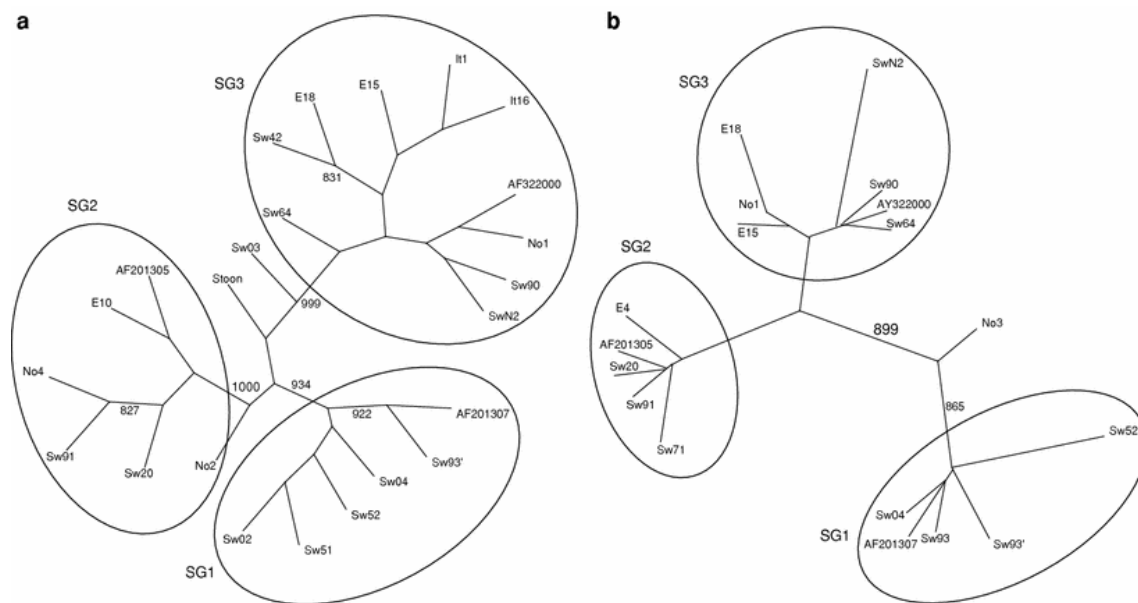 a
SG3
It1
E15
E18
It16
Sw42
831
AF322000
SG2
Sw64
No1
Sw03
AF201305
Stoon
Sw90
E10
999
SwN2
No4
1000
934
827
922
AF201307
Sw91
Sw20
No2
Sw93'
Sw04
Sw52
Sw02
Sw51
SG1
b
SwN2
SG3
E18
Sw90
No1
AY322000
E15
Sw64
SG2
E4
899
No3
AF201305
Sw20
Sw91
865
Sw71
Sw52
Sw04
SG1
AF201307
Sw93
Sw93'